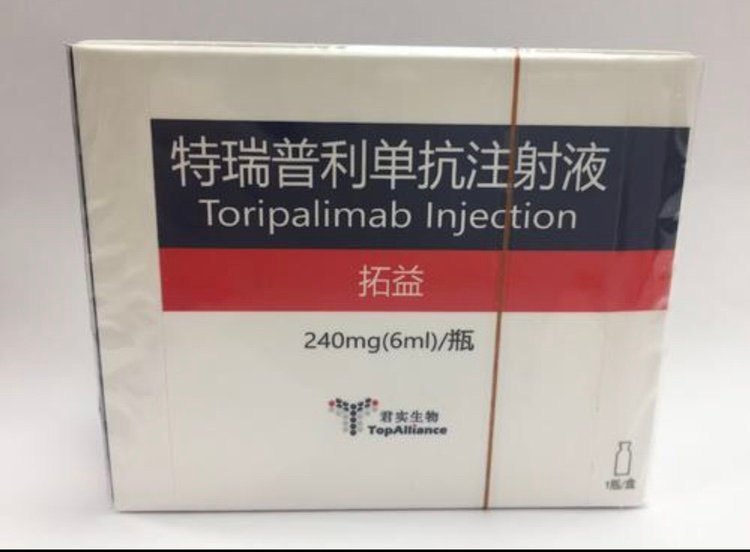 特瑞普利单抗注射液
Toripalimab Injection
拓益
240mg(6ml)/瓶
君实生物
TopAlliance
1瓶/盒